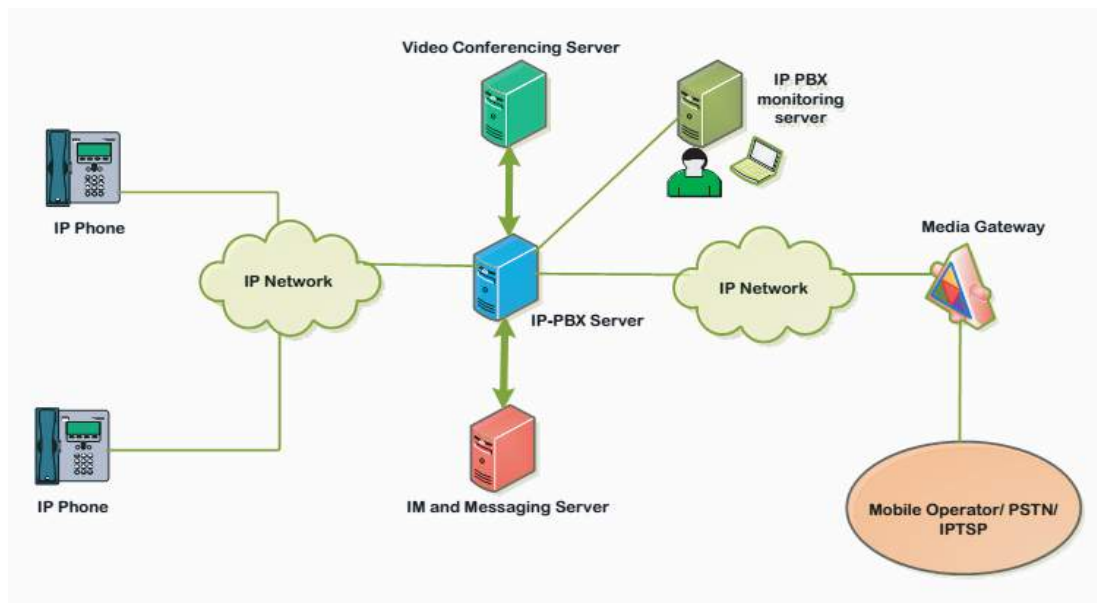 Video Conferencing Server
IP PBX
monitoring
server
IP Phone
Media Gateway
IP Network
IP Network
IP-PBX Server
IP Phone
IM and Messaging Server
Mobile Operator/ PSTN/
IPTSP